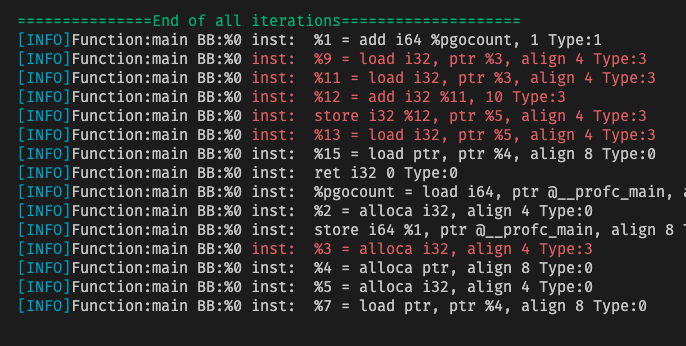 ===============End of all iterations====================
[INFO]Function:main BB:%0 inst:  %1 = add i64 %pgocount, 1 Type:1
[INFO]Function:main BB:%0 inst:  %9 = load i32, ptr %3, align 4 Type:3
[INFO]Function:main BB:%0 inst:  %11 = load i32, ptr %3, align 4 Type:3
[INFO]Function:main BB:%0 inst:  %12 = add i32 %11, 10 Type:3
[INFO]Function:main BB:%0 inst:  store i32 %12, ptr %5, align 4 Type:3
[INFO]Function:main BB:%0 inst:  %13 = load i32, ptr %5, align 4 Type:3
[INFO]Function:main BB:%0 inst:  %15 = load ptr, ptr %4, align 8 Type:0
[INFO]Function:main BB:%0 inst:  ret i32 0 Type:0
[INFO]Function:main BB:%0 inst:  %pgocount = load i64, ptr @__profc_main,
[INFO]Function:main BB:%0 inst:  %2 = alloca i32, align 4 Type:0
[INFO]Function:main BB:%0 inst:  store i64 %1, ptr @__profc_main, align 8
[INFO]Function:main BB:%0 inst:  %3 = alloca i32, align 4 Type:3
[INFO]Function:main BB:%0 inst:  %4 = alloca ptr, align 8 Type:0
[INFO]Function:main BB:%0 inst:  %5 = alloca i32, align 4 Type:0
[INFO]Function:main BB:%0 inst:  %7 = load ptr, ptr %4, align 8 Type:0